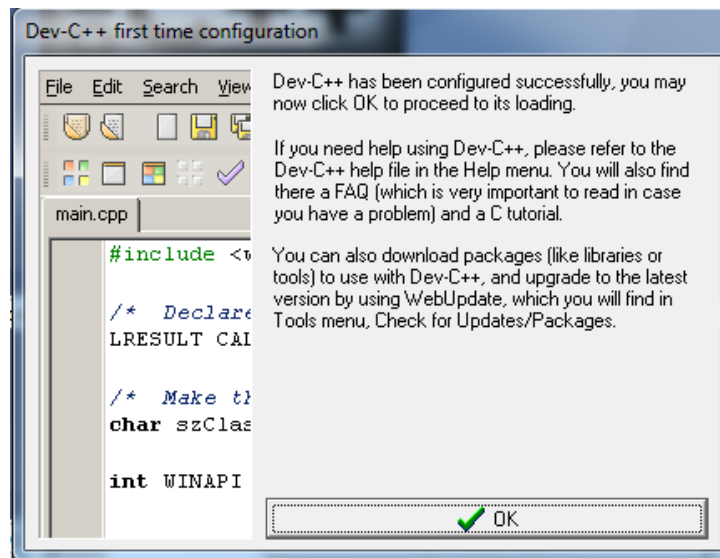 Dev-C++ first time configuration
File Edit Search View
main.cpp
#include <w
/* Declare
LRESULT CAL
/* Make th
char szClas
int WINAPI
Dev-C++ has been configured successfully, you may
now click OK to proceed to its loading.
If you need help using Dev-C++, please refer to the
Dev-C++ help file in the Help menu. You will also find
there a FAQ (which is very important to read in case
you have a problem) and a C tutorial.
You can also download packages (like libraries or
tools) to use with Dev-C++, and upgrade to the latest
version by using WebUpdate, which you will find in
Tools menu, Check for Updates/Packages.
OK